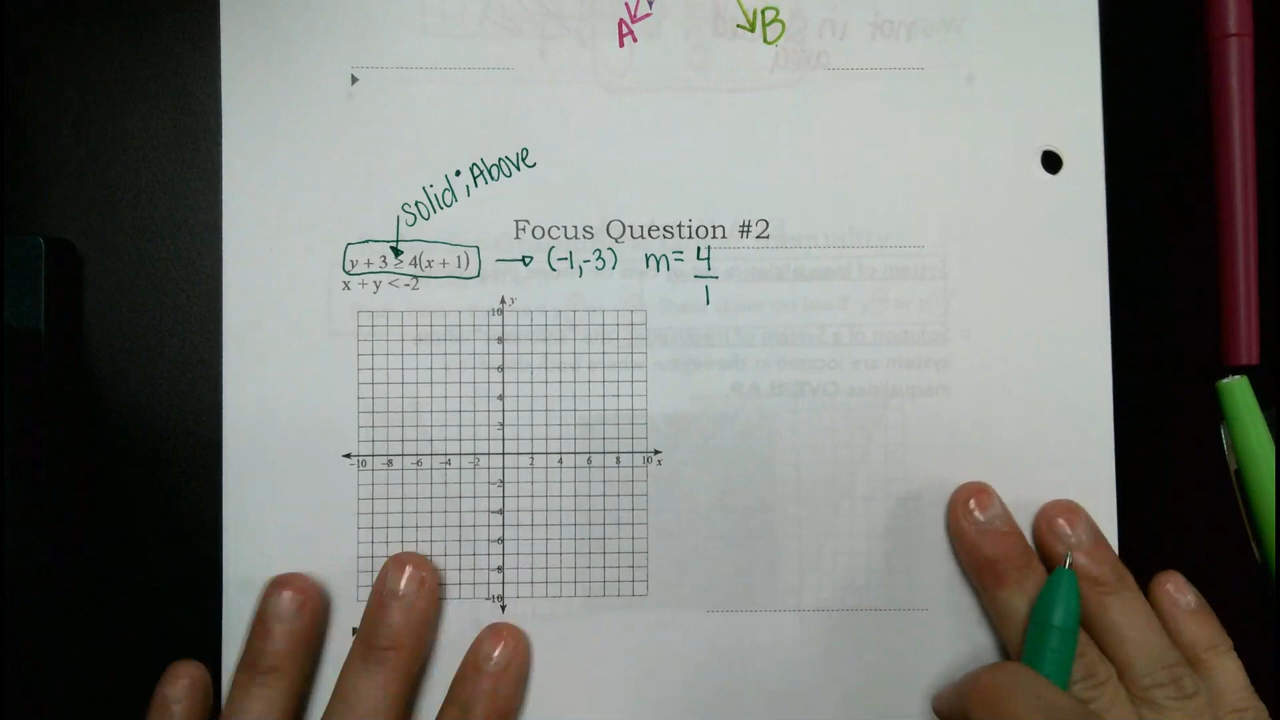 A B
solid; Above
Focus Question #2
y + 3 ≥ 4(x + 1) → (-1,-3) m= 4/1
x + y < -2
y
10
8
6
4
2
-10 -8 -6 -4 -2 2 4 6 8 10 x
-2
-4
-6
-8
-10